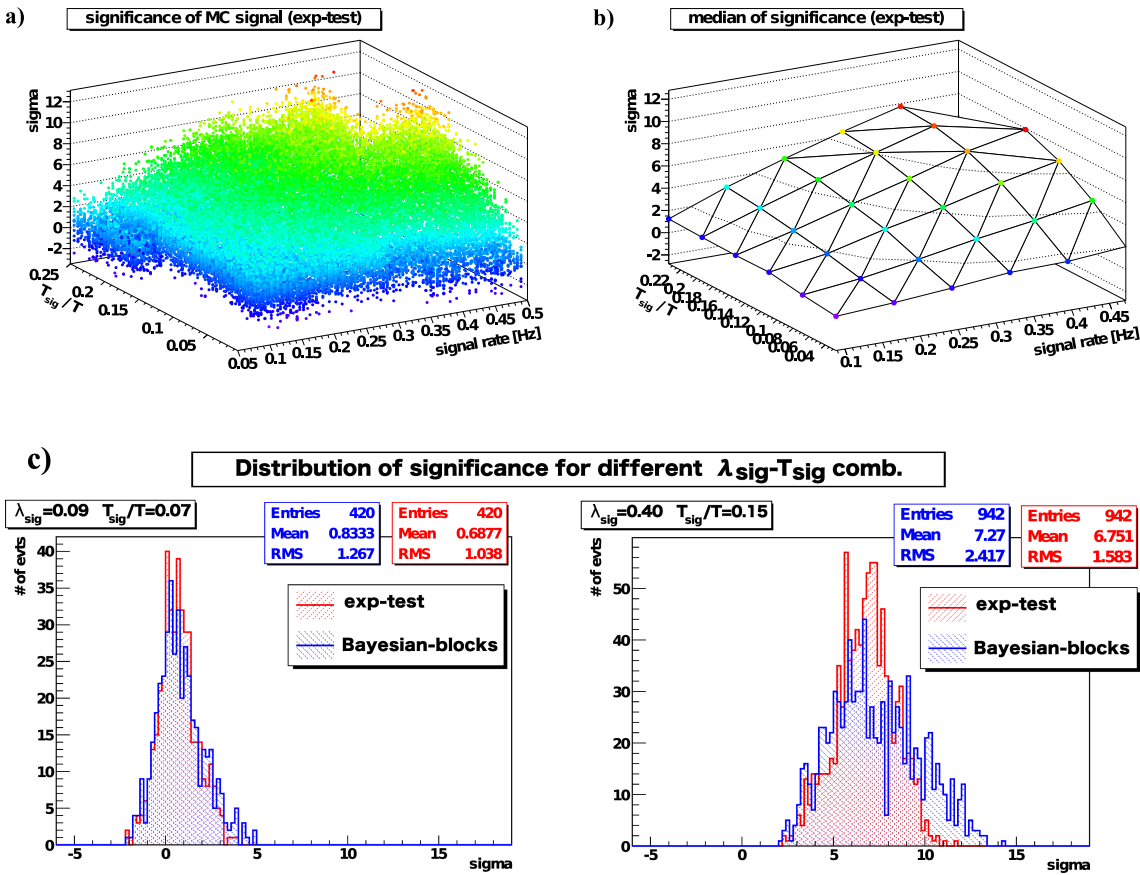 a)
significance of MC signal (exp-test)
sigma
12
10
8
6
4
2
0
-2
0.25
0.2
0.15
0.1
0.05
T_sig / T
0.05
0.1
0.15
0.2
0.25
0.3
0.35
0.4
0.45
0.5
signal rate [Hz]
b)
median of significance (exp-test)
sigma
12
10
8
6
4
2
0
-2
0.22
0.2
0.18
0.16
0.14
0.12
0.1
0.08
0.06
0.04
T_sig / T
0.1
0.15
0.2
0.25
0.3
0.35
0.4
0.45
signal rate [Hz]
c)
Distribution of significance for different λsig-Tsig comb.
λsig=0.09 Tsig/T=0.07
Entries 420
Mean 0.8333
RMS 1.267
Entries 420
Mean 0.6877
RMS 1.038
# of evts
40
35
30
25
20
15
10
5
0
exp-test
Bayesian-blocks
-5 0 5 10 15
sigma
λsig=0.40 Tsig/T=0.15
Entries 942
Mean 7.27
RMS 2.417
Entries 942
Mean 6.751
RMS 1.583
# of evts
50
40
30
20
10
0
exp-test
Bayesian-blocks
-5 0 5 10 15
sigma